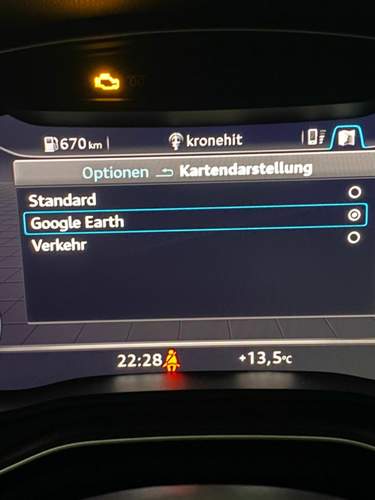 670 km
kronehit
Optionen Kartendarstellung
Standard
Google Earth
Verkehr
22:28 +13,5°C